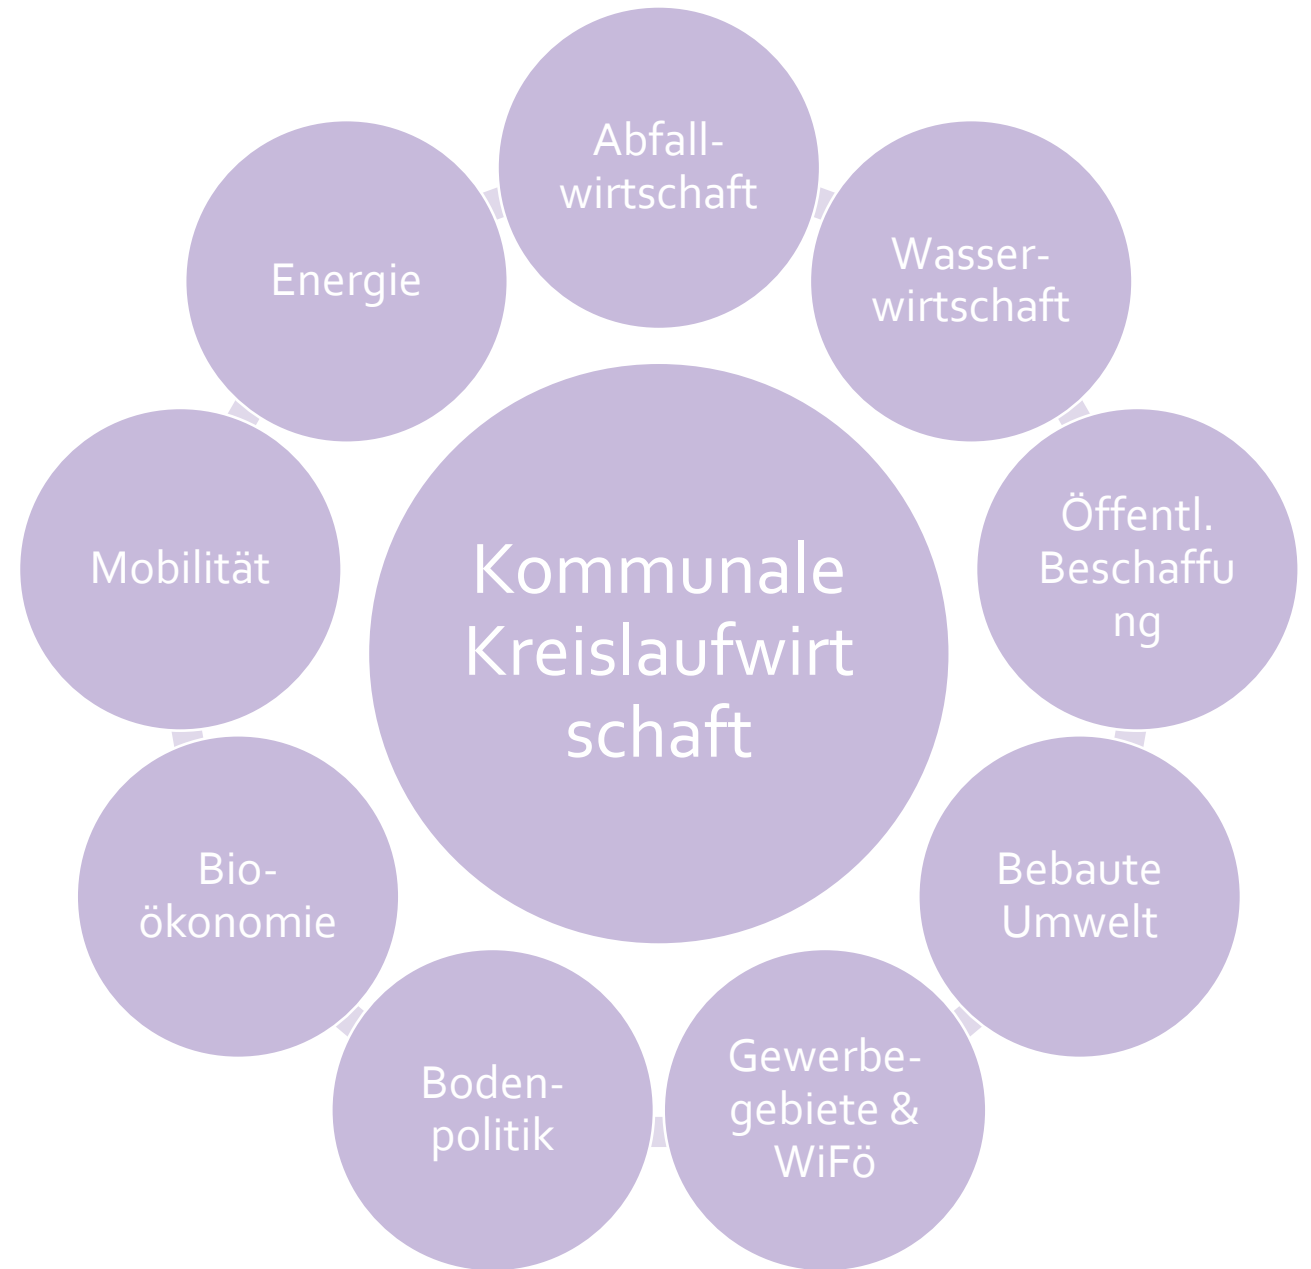 Abfall-
wirtschaft
Wasser-
wirtschaft
Öffentl.
Beschaffu
ng
Bebaute
Umwelt
Gewerbe-
gebiete &
WiFö
Boden-
politik
Bio-
ökonomie
Mobilität
Energie
Kommunale
Kreislaufwirt
schaft